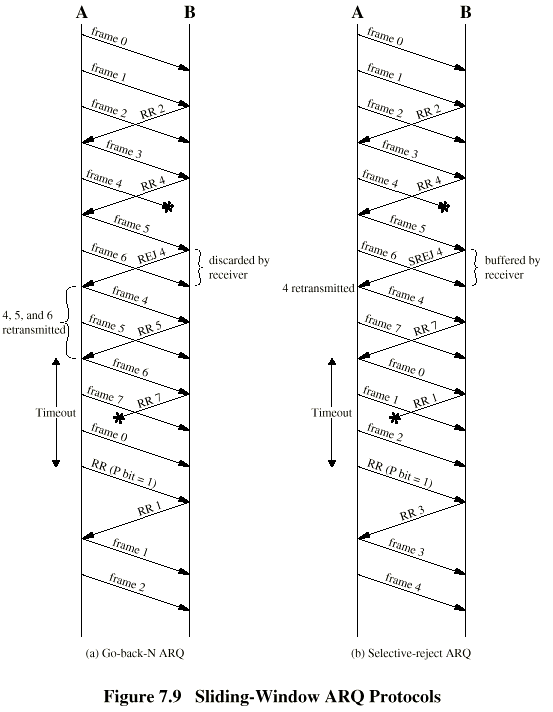 A
B
frame 0
frame 1
frame 2
RR 2
frame 3
frame 4
RR 4
frame 5
frame 6
REJ 4
discarded by
receiver
4, 5, and 6
retransmitted
frame 4
frame 5
RR 5
frame 6
Timeout
frame 7
RR 7
frame 0
RR (P bit = 1)
RR 1
frame 1
frame 2
(a) Go-back-N ARQ
A
B
frame 0
frame 1
frame 2
RR 2
frame 3
frame 4
RR 4
frame 5
frame 6
SREJ 4
buffered by
receiver
4 retransmitted
frame 4
frame 7
RR 7
frame 0
Timeout
frame 1
RR 1
frame 2
RR (P bit = 1)
RR 3
frame 3
frame 4
(b) Selective-reject ARQ
Figure 7.9 Sliding-Window ARQ Protocols